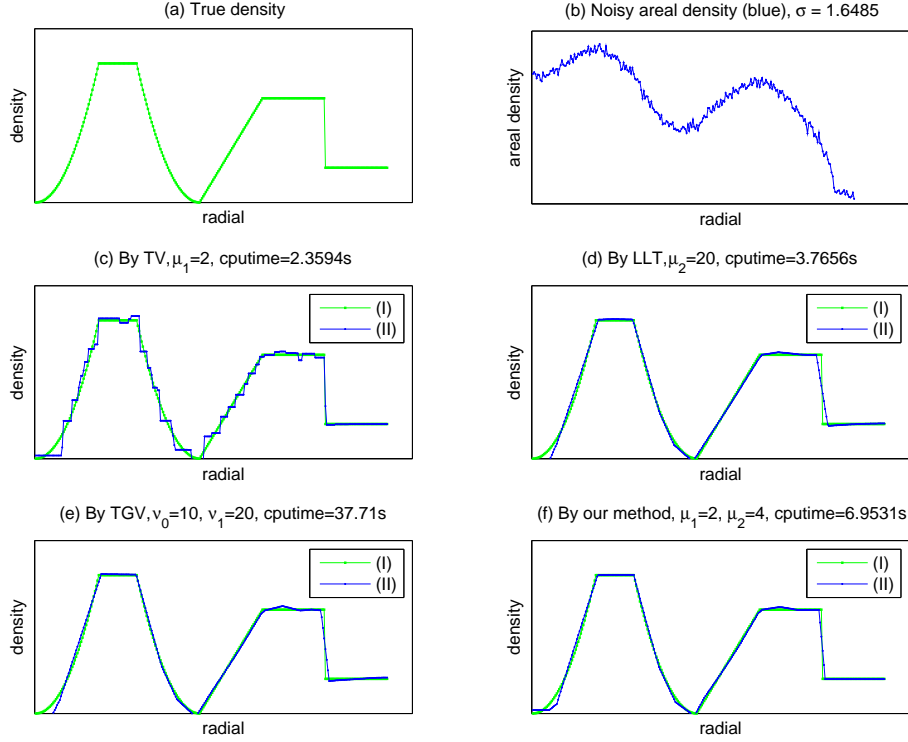 (a) True density
density
radial
(b) Noisy areal density (blue), σ = 1.6485
areal density
radial
(c) By TV,μ1=2, cputime=2.3594s
(I)
(II)
density
radial
(d) By LLT,μ2=20, cputime=3.7656s
(I)
(II)
density
radial
(e) By TGV,ν0=10, ν1=20, cputime=37.71s
(I)
(II)
density
radial
(f) By our method, μ1=2, μ2=4, cputime=6.9531s
(I)
(II)
density
radial